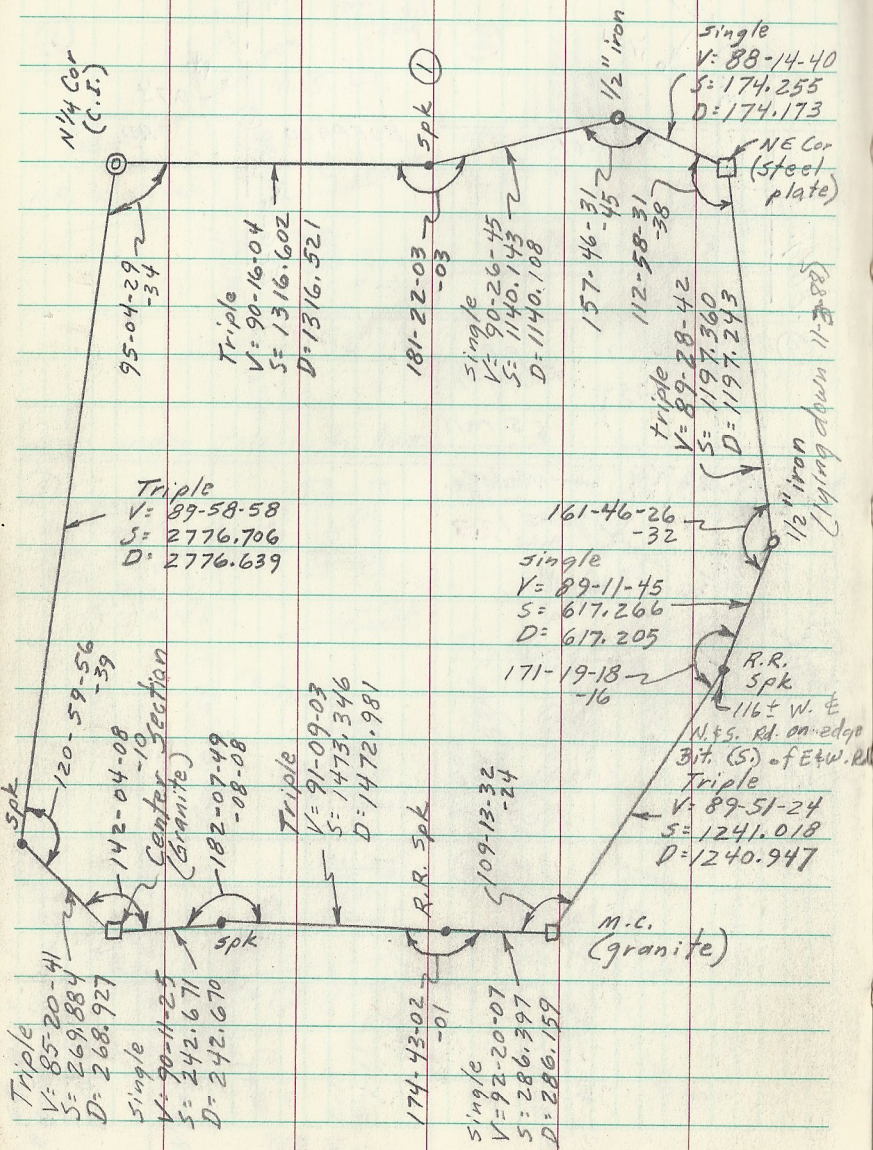 N 1/4 Cor
(C.I.)
spk ①
1/2" iron
single
V= 88-14-40
S= 174.255
D= 174.173
NE Cor
(steel
plate)
95-04-29
-34
Triple
V= 90-16-04
S= 1316.602
D= 1316.521
181-22-03
-03
single
V= 90-26-45
S= 1140.143
D= 1140.108
157-46-31
-45
112-58-31
-38
triple
V= 89-28-42
S= 1197.360
D= 1197.243
1/2" iron
(lying down 11- -88)
Triple
V= 89-58-58
S= 2776.706
D= 2776.639
161-46-26
-32
single
V= 89-11-45
S= 617.266
D= 617.205
171-19-18
-16
R.R.
Spk
116± W. ₵
N.&S. Rd. on edge
Bit. (S.) of E&W. Rd
Triple
V= 89-51-24
S= 1241.018
D= 1240.947
spk
120-59-56
-39
142-04-08
-10
Center Section
(Granite)
182-07-49
-08-08
spk
Triple
V= 91-09-03
S= 1473.346
D= 1472.981
R.R. Spk
109-13-32
-24
M.C.
(granite)
Triple
V= 85-20-41
S= 269.884
D= 268.927
Single
V= 90-11-25
S= 242.671
D= 242.670
174-43-02
-01
single
V= 92-20-07
S= 286.397
D= 286.159